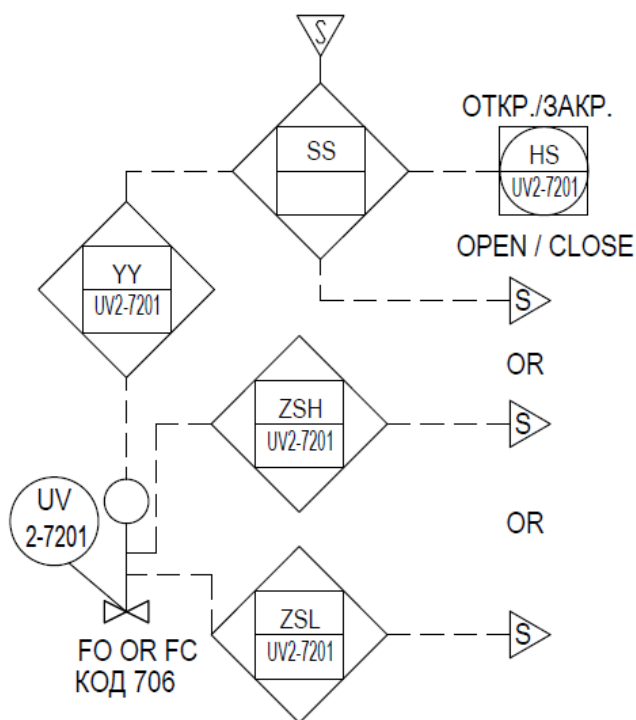 S
ОТКР./ЗАКР.
SS
HS
UV2-7201
OPEN / CLOSE
YY
UV2-7201
S
OR
ZSH
UV2-7201
S
UV
2-7201
OR
ZSL
UV2-7201
S
FO OR FC
КОД 706